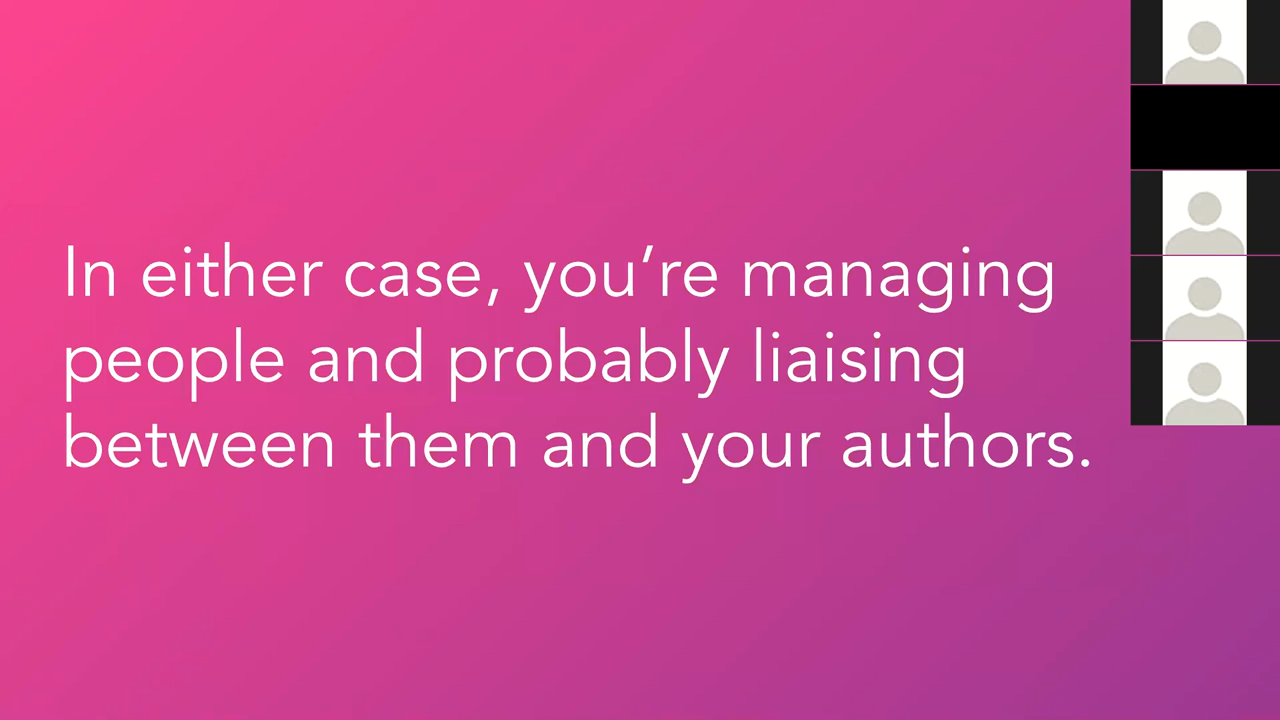 In either case, you’re managing
people and probably liaising
between them and your authors.